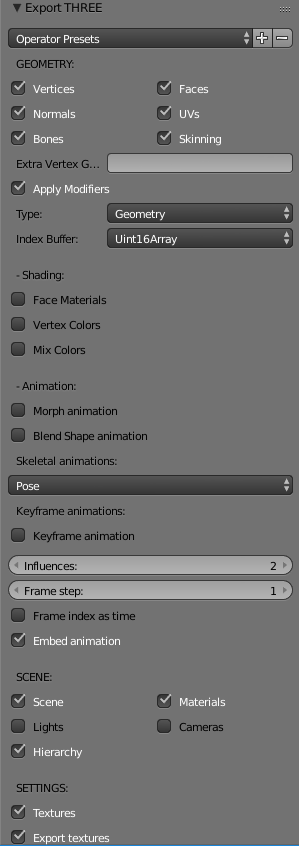 Export THREE
Operator Presets
GEOMETRY:
Vertices Faces
Normals UVs
Bones Skinning
Extra Vertex G...
Apply Modifiers
Type: Geometry
Index Buffer: Uint16Array
- Shading:
Face Materials
Vertex Colors
Mix Colors
- Animation:
Morph animation
Blend Shape animation
Skeletal animations:
Pose
Keyframe animations:
Keyframe animation
Influences: 2
Frame step: 1
Frame index as time
Embed animation
SCENE:
Scene Materials
Lights Cameras
Hierarchy
SETTINGS:
Textures
Export textures